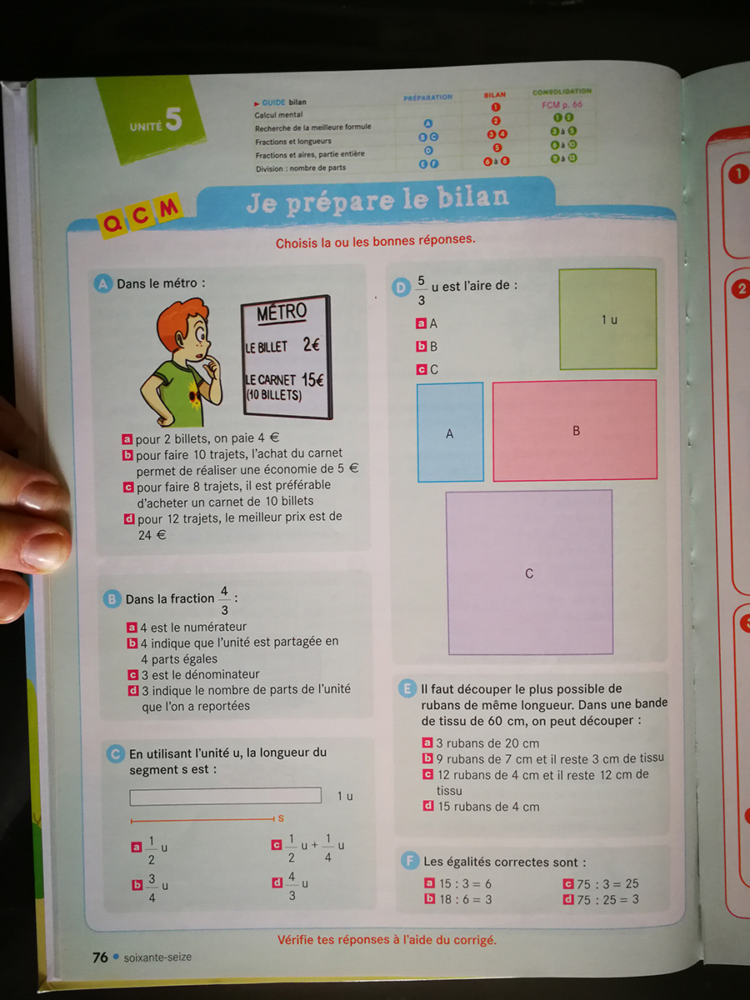 UNITÉ 5
▸ GUIDE bilan PRÉPARATION BILAN CONSOLIDATION
Calcul mental 1 FCM p. 66
Recherche de la meilleure formule A 2 1 2
Fractions et longueurs B C 3 4 3 à 5
Fractions et aires, partie entière D 5 6 à 10
Division : nombre de parts E F 6 à 8 11 à 13
QCM
Je prépare le bilan
Choisis la ou les bonnes réponses.
A Dans le métro :
MÉTRO
LE BILLET 2€
LE CARNET 15€
(10 BILLETS)
a pour 2 billets, on paie 4 €
b pour faire 10 trajets, l'achat du carnet
permet de réaliser une économie de 5 €
c pour faire 8 trajets, il est préférable
d'acheter un carnet de 10 billets
d pour 12 trajets, le meilleur prix est de
24 €
B Dans la fraction 4/3 :
a 4 est le numérateur
b 4 indique que l'unité est partagée en
4 parts égales
c 3 est le dénominateur
d 3 indique le nombre de parts de l'unité
que l'on a reportées
C En utilisant l'unité u, la longueur du
segment s est :
1 u
s
a 1/2 u
c 1/2 u + 1/4 u
b 3/4 u
d 4/3 u
D 5/3 u est l'aire de :
a A
b B
c C
1 u
A
B
C
E Il faut découper le plus possible de
rubans de même longueur. Dans une bande
de tissu de 60 cm, on peut découper :
a 3 rubans de 20 cm
b 9 rubans de 7 cm et il reste 3 cm de tissu
c 12 rubans de 4 cm et il reste 12 cm de
tissu
d 15 rubans de 4 cm
F Les égalités correctes sont :
a 15 : 3 = 6
c 75 : 3 = 25
b 18 : 6 = 3
d 75 : 25 = 3
Vérifie tes réponses à l'aide du corrigé.
76 • soixante-seize
1
2